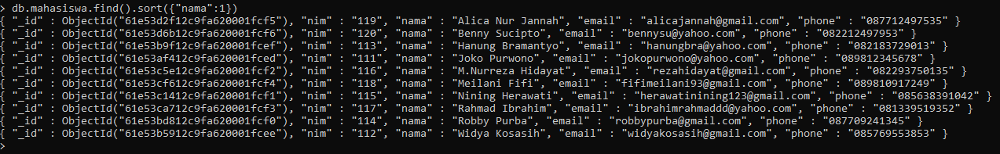 > db.mahasiswa.find().sort({"nama":1})
{ "_id" : ObjectId("61e53d2f12c9fa620001fcf5"), "nim" : "119", "nama" : "Alica Nur Jannah", "email" : "alicajannah@gmail.com", "phone" : "087712497535" }
{ "_id" : ObjectId("61e53d6b12c9fa620001fcf6"), "nim" : "120", "nama" : "Benny Sucipto", "email" : "bennysu@yahoo.com", "phone" : "082212497953" }
{ "_id" : ObjectId("61e53b9f12c9fa620001fcef"), "nim" : "113", "nama" : "Hanung Bramantyo", "email" : "hanungbra@yahoo.com", "phone" : "082183729013" }
{ "_id" : ObjectId("61e53af412c9fa620001fced"), "nim" : "111", "nama" : "Joko Purwono", "email" : "jokopurwono@yahoo.com", "phone" : "089812345678" }
{ "_id" : ObjectId("61e53c5e12c9fa620001fcf2"), "nim" : "116", "nama" : "M.Nurreza Hidayat", "email" : "rezahidayat@gmail.com", "phone" : "082293750135" }
{ "_id" : ObjectId("61e53cf612c9fa620001fcf4"), "nim" : "118", "nama" : "Meilani Fifi", "email" : "fifimeilani93@gmail.com", "phone" : "089810917249" }
{ "_id" : ObjectId("61e53c1412c9fa620001fcf1"), "nim" : "115", "nama" : "Nining Herawati", "email" : "herawatinining123@gmail.com", "phone" : "085638391042" }
{ "_id" : ObjectId("61e53ca712c9fa620001fcf3"), "nim" : "117", "nama" : "Rahmad Ibrahim", "email" : "ibrahimrahmaddd@yahoo.com", "phone" : "081339519352" }
{ "_id" : ObjectId("61e53bd812c9fa620001fcf0"), "nim" : "114", "nama" : "Robby Purba", "email" : "robbypurba@gmail.com", "phone" : "087709241345" }
{ "_id" : ObjectId("61e53b5912c9fa620001fcee"), "nim" : "112", "nama" : "Widya Kosasih", "email" : "widyakosasih@gmail.com", "phone" : "085769553853" }
>